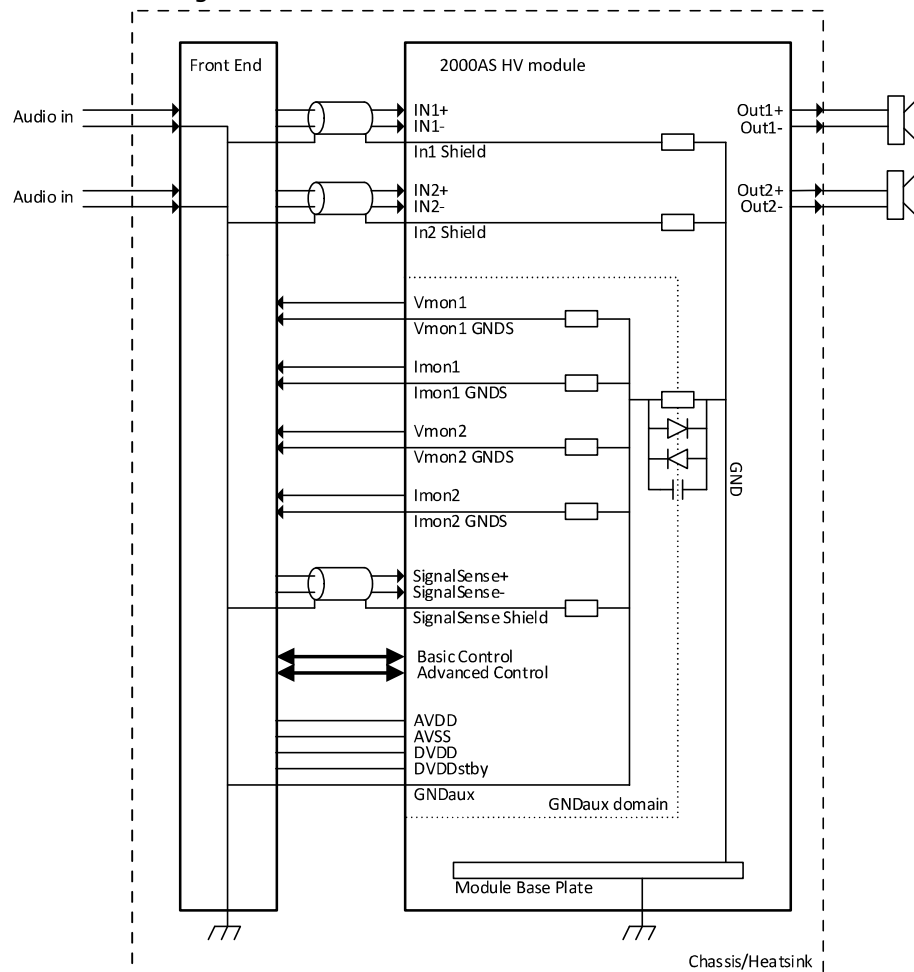 Front End
2000AS HV module
Audio in
IN1+
IN1-
In1 Shield
Out1+
Out1-
Audio in
IN2+
IN2-
In2 Shield
Out2+
Out2-
Vmon1
Vmon1 GNDS
Imon1
Imon1 GNDS
Vmon2
Vmon2 GNDS
Imon2
Imon2 GNDS
GND
SignalSense+
SignalSense-
SignalSense Shield
Basic Control
Advanced Control
AVDD
AVSS
DVDD
DVDDstby
GNDaux
GNDaux domain
Module Base Plate
Chassis/Heatsink